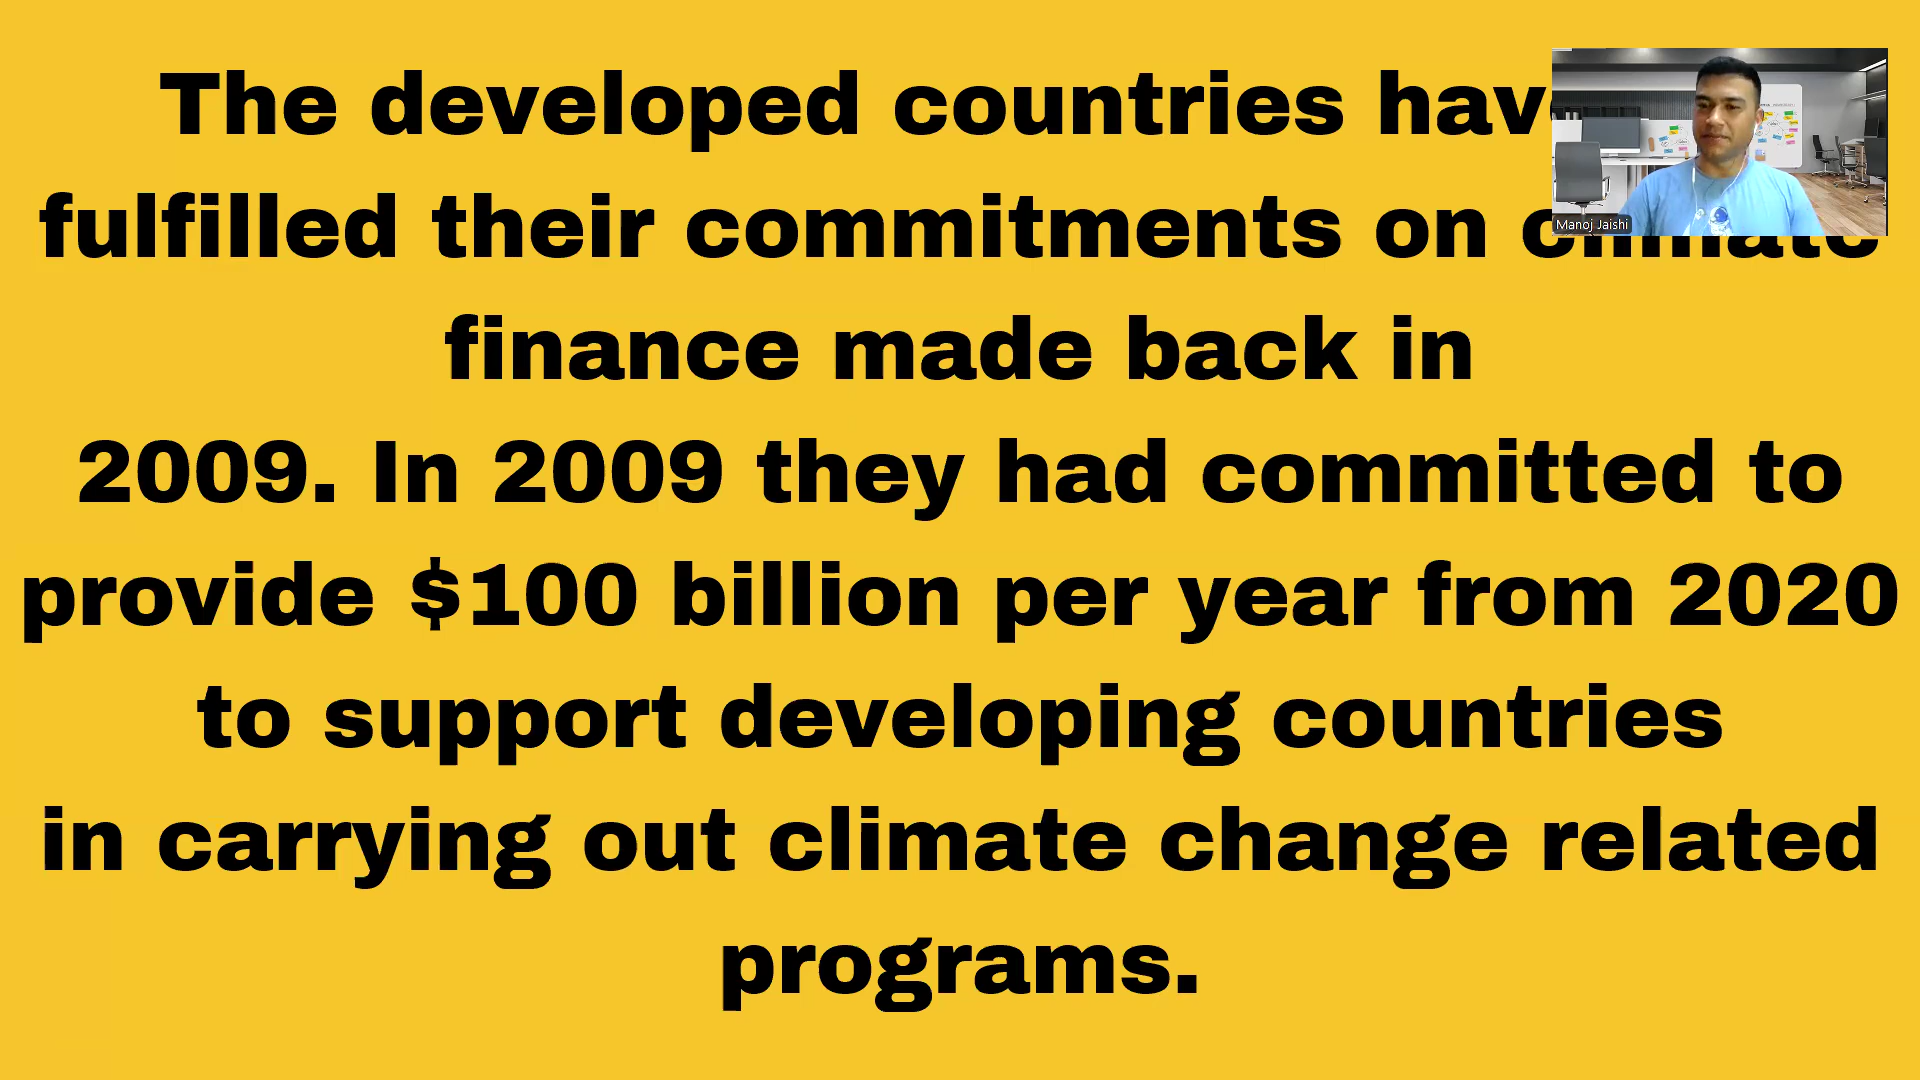 The developed countries hav
fulfilled their commitments on climate
finance made back in
2009. In 2009 they had committed to
provide $100 billion per year from 2020
to support developing countries
in carrying out climate change related
programs.
Manoj Jaishi